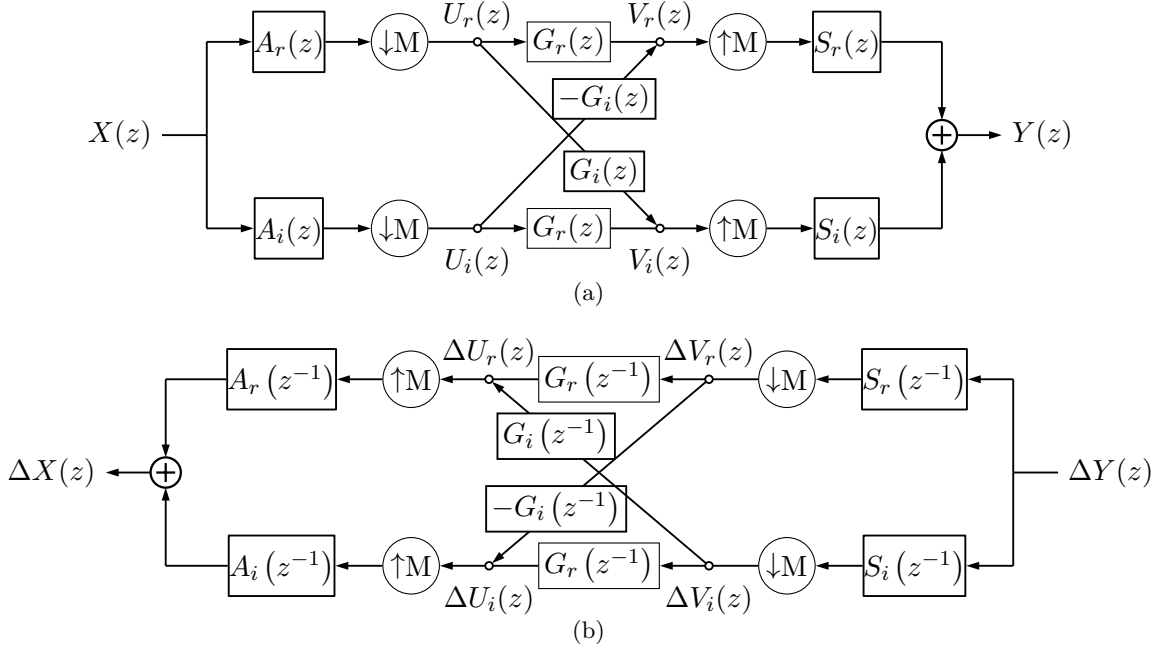 U_r(z) V_r(z)
A_r(z) ↓M G_r(z) ↑M S_r(z)
−G_i(z)
X(z) + Y(z)
G_i(z)
A_i(z) ↓M G_r(z) ↑M S_i(z)
U_i(z) V_i(z)
(a)
ΔU_r(z) ΔV_r(z)
A_r(z⁻¹) ↑M G_r(z⁻¹) ↓M S_r(z⁻¹)
G_i(z⁻¹)
ΔX(z) + ΔY(z)
−G_i(z⁻¹)
A_i(z⁻¹) ↑M G_r(z⁻¹) ↓M S_i(z⁻¹)
ΔU_i(z) ΔV_i(z)
(b)